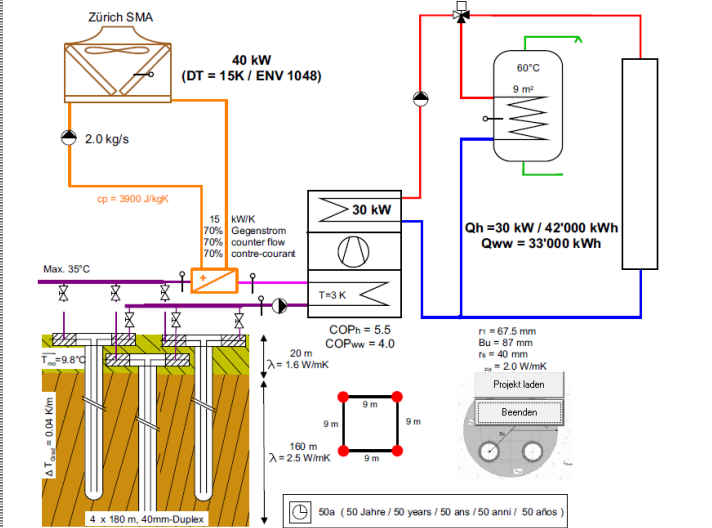 Zürich SMA
40 kW
(DT = 15K / ENV 1048)
2.0 kg/s
cp = 3900 J/kgK
15 kW/K
70% Gegenstrom
70% counter flow
70% contre-courant
60°C
9 m²
30 kW
Qh =30 kW / 42'000 kWh
Qww = 33'000 kWh
Max. 35°C
+
-
T=3 K
COPh = 5.5
COPww = 4.0
Tmo=9.8°C
20 m
λ= 1.6 W/mK
Δ TGrad = 0.04 K/m
160 m
λ = 2.5 W/mK
9 m
9 m
9 m
9 m
r1 = 67.5 mm
Bu = 87 mm
rs = 40 mm
= 2.0 W/mK
Projekt laden
Beenden
Bu
4 x 180 m, 40mm-Duplex
50a ( 50 Jahre / 50 years / 50 ans / 50 anni / 50 años )